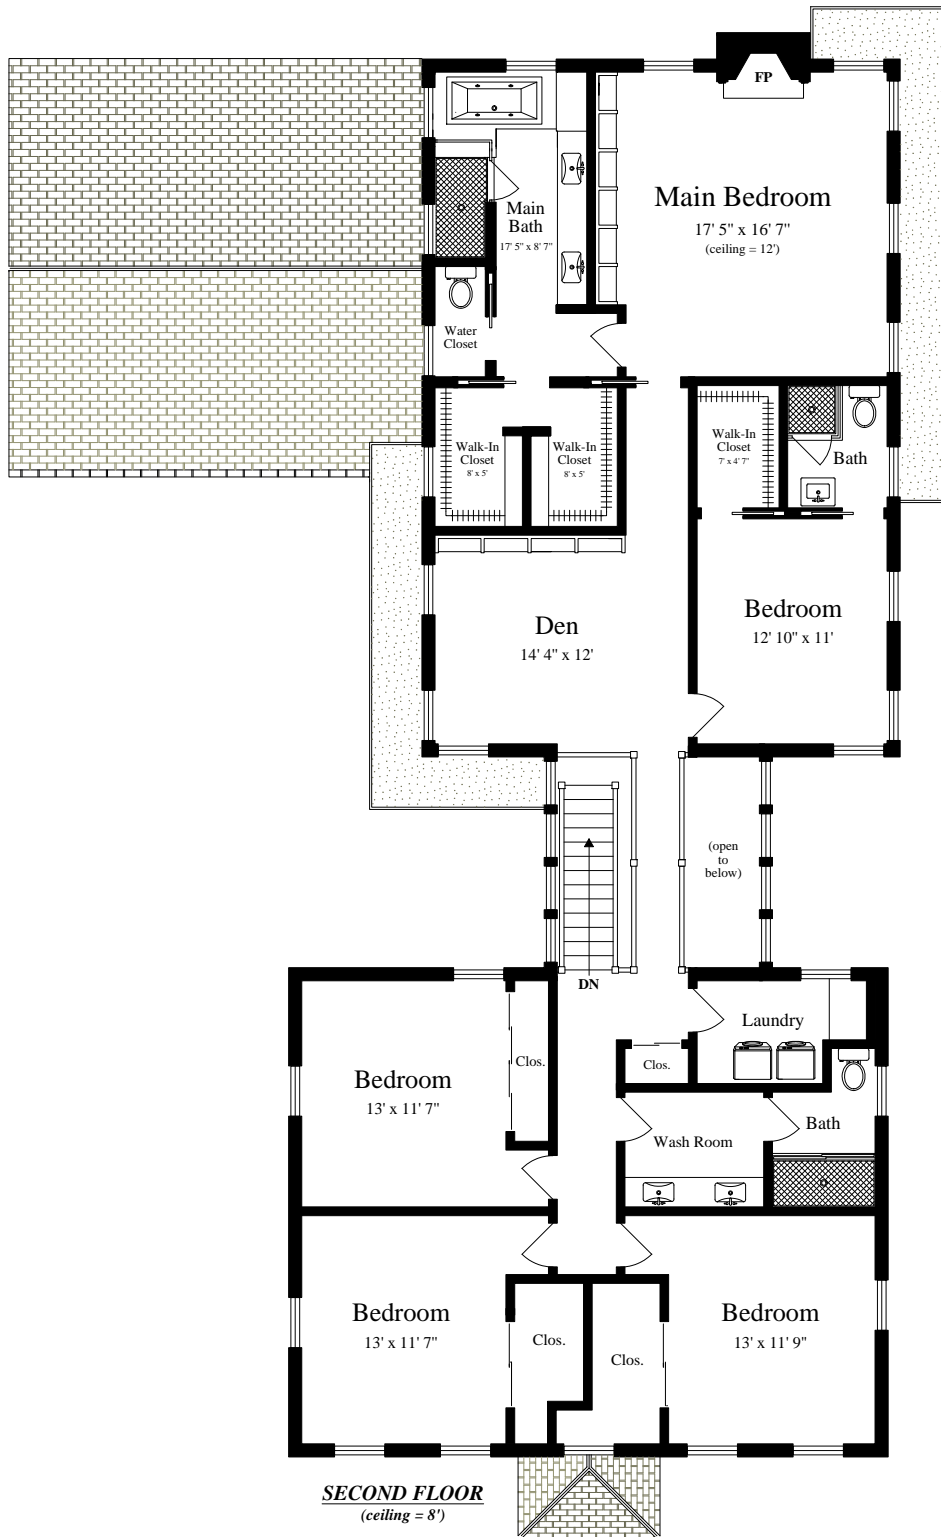 FP
Main Bedroom
17' 5" x 16' 7"
(ceiling = 12')
Main
Bath
17' 5" x 8' 7"
Water
Closet
Walk-In
Closet
8' x 5'
Walk-In
Closet
8' x 5'
Walk-In
Closet
7' x 4' 7"
Bath
Bedroom
12' 10" x 11'
Den
14' 4" x 12'
(open
to
below)
DN
Laundry
Clos.
Clos.
Bedroom
13' x 11' 7"
Wash Room
Bath
Bedroom
13' x 11' 7"
Clos.
Clos.
Bedroom
13' x 11' 9"
SECOND FLOOR
(ceiling = 8')